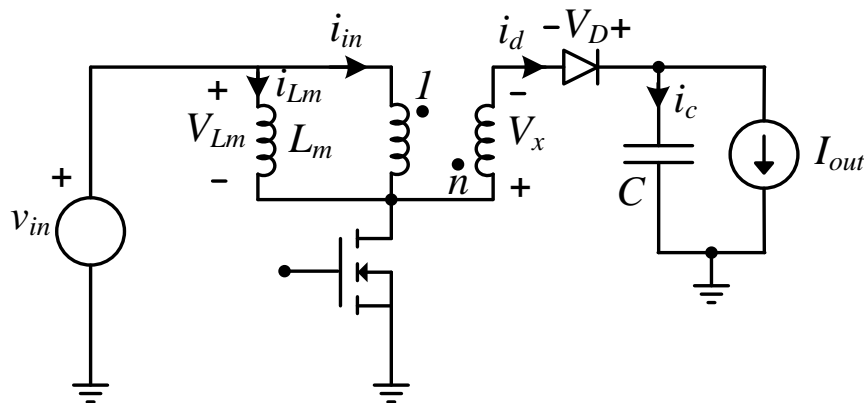 i_in
i_d
-V_D+
+
i_Lm
1
-
i_c
V_Lm
L_m
V_x
I_out
-
n
+
C
+
v_in